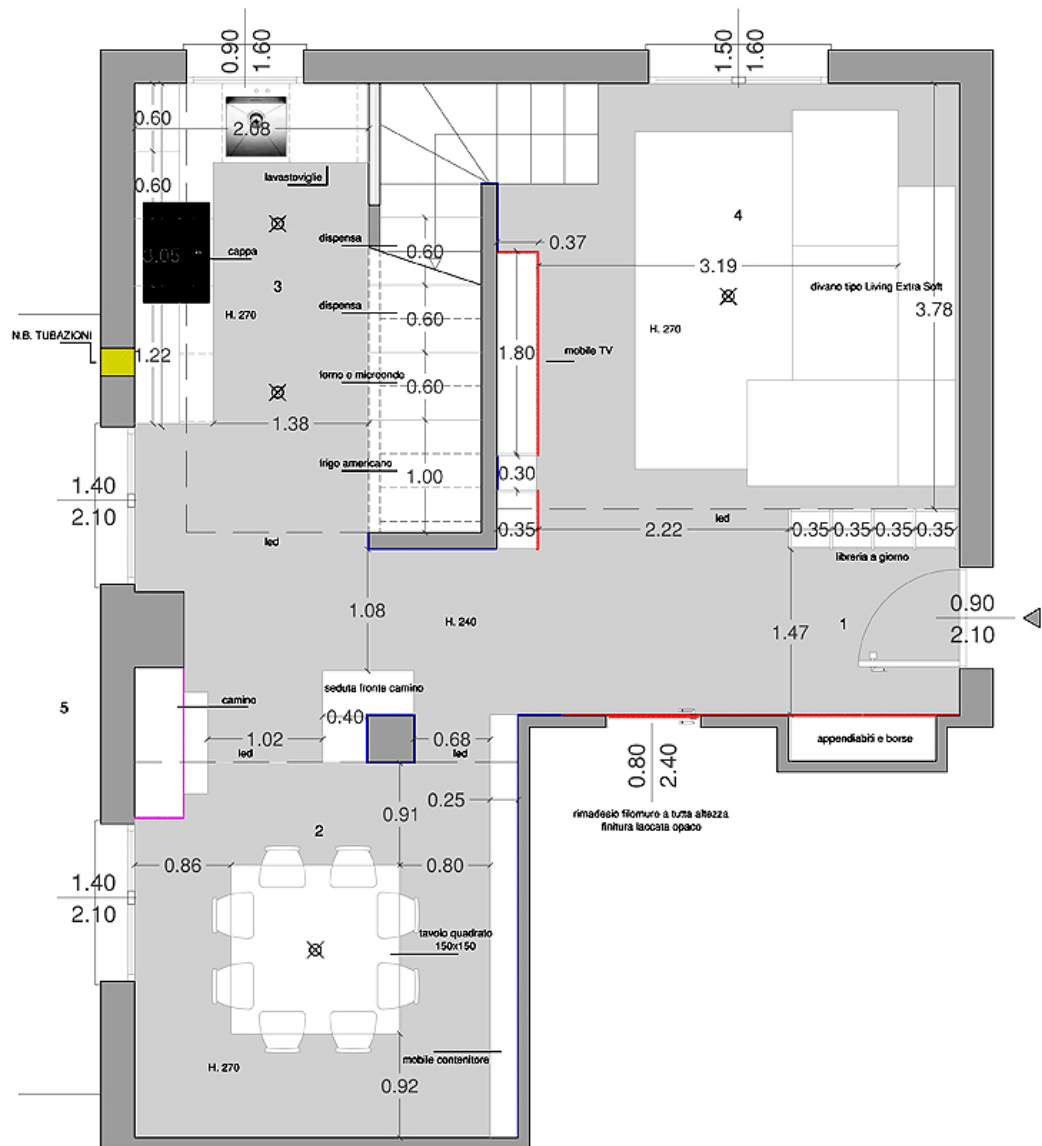 0.90
1.60
1.50
1.60
0.60
2.08
lavastoviglie
0.60
4
dispensa
0.60
0.37
3.05
cappa
3.19
3
divano tipo Living Extra Soft
H. 270
dispensa
0.60
3.78
H. 270
N.B. TUBAZIONI
1.22
1.80
mobile TV
forno e microonde
0.60
1.38
frigo americano
1.00
0.30
1.40
2.10
led
0.35
2.22
led
0.35
0.35
0.35
0.35
libreria a giorno
1.08
H. 240
1.47
1
0.90
2.10
seduta fronte camino
5
camino
0.40
1.02
led
0.68
led
appendiabiti e borse
0.80
2.40
0.25
rimadesio filomuro a tutta altezza
finitura laccata opaco
0.91
2
0.86
0.80
1.40
2.10
tavolo quadrato
150x150
H. 270
mobile contenitore
0.92